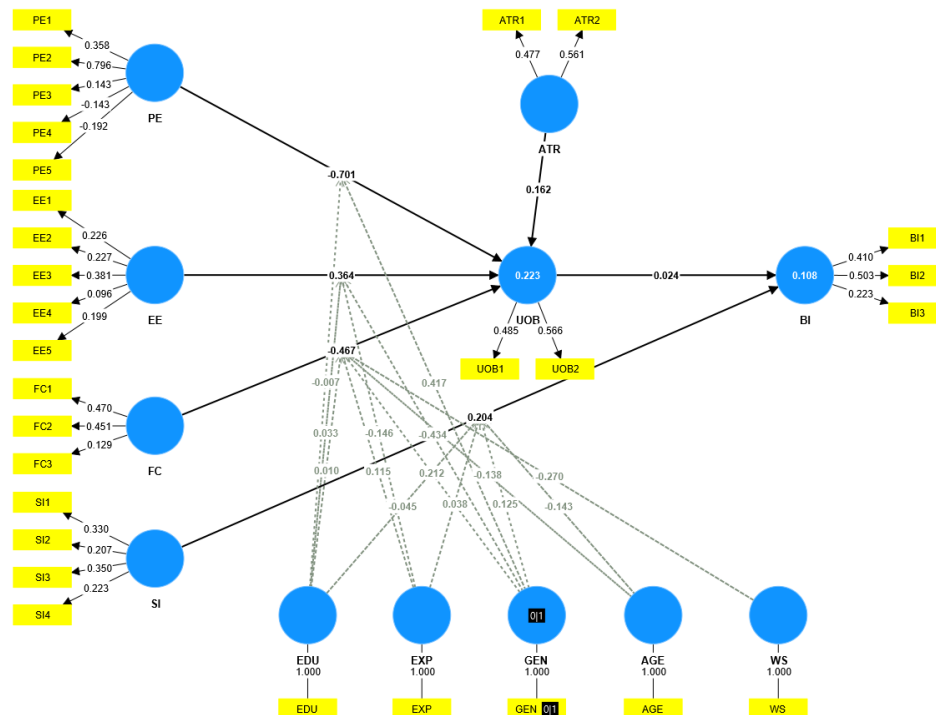 PE1
0.358
PE2
0.796
PE3
0.143
PE4
-0.143
PE5
-0.192
PE
ATR1
ATR2
0.477
0.561
ATR
-0.701
0.162
EE1
0.226
EE2
0.227
EE3
0.381
EE4
0.096
EE5
0.199
EE
0.364
0.223
UOB
0.024
0.108
BI
BI1
0.410
BI2
0.503
BI3
0.223
0.485
0.566
UOB1
UOB2
-0.467
FC1
0.470
FC2
0.451
FC3
0.129
FC
-0.007
0.417
0.033
-0.146
-0.434
0.204
0.010
0.115
0.212
-0.138
-0.270
-0.045
0.038
0.125
-0.143
SI1
0.330
SI2
0.207
SI3
0.350
SI4
0.223
SI
0|1
EDU
EXP
GEN
AGE
WS
1.000
1.000
1.000
1.000
1.000
EDU
EXP
GEN 0|1
AGE
WS